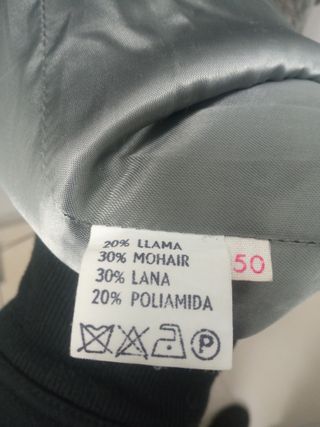 20% LLAMA
30% MOHAIR
30% LANA
20% POLIAMIDA
50
P